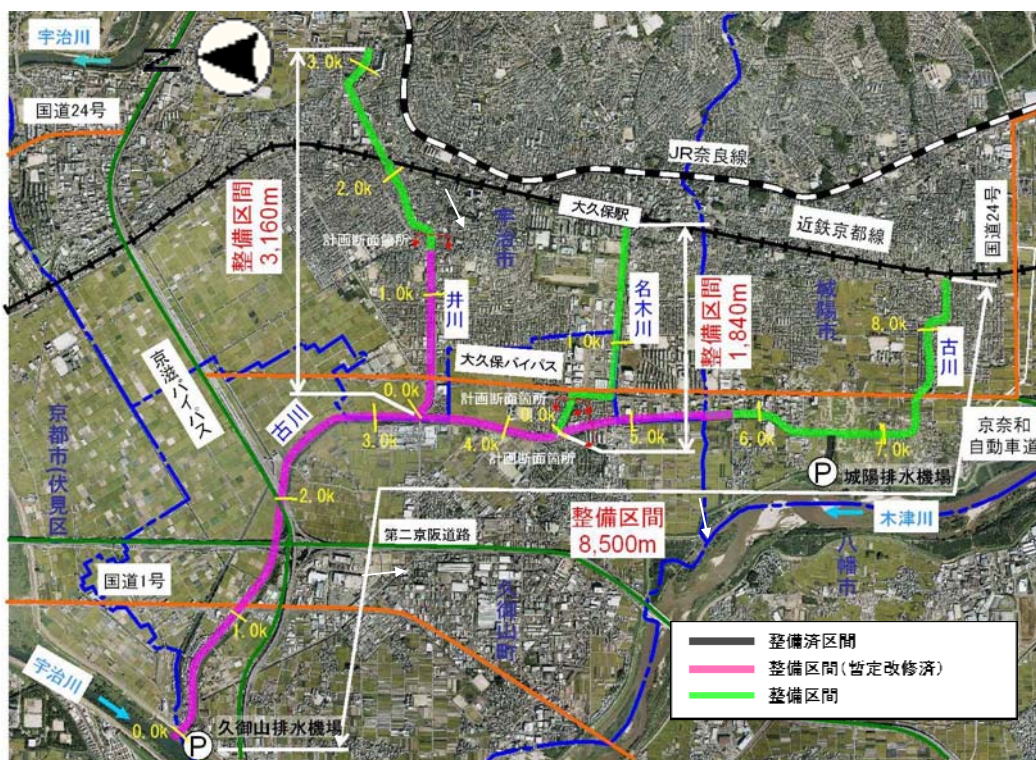 宇治川
N
国道24号
3.0k
JR奈良線
国道24号
2.0k
整備区間
3,160m
計画断面箇所
宇治市
大久保駅
近鉄京都線
1.0k
井川
名木川
整備区間
1,840m
城陽市
8.0k
古川
京滋バイパス
大久保バイパス
1.0k
0.0k
計画断面箇所
0.0k
古川
3.0k
4.0k
計画断面箇所
5.0k
6.0k
7.0k
京奈和
自動車道
京都市(伏見区
2.0k
P
城陽排水機場
木津川
第二京阪道路
整備区間
8,500m
八幡市
国道1号
1.0k
久御山町
宇治川
0.0k
P
久御山排水機場
整備済区間
整備区間(暫定改修済)
整備区間